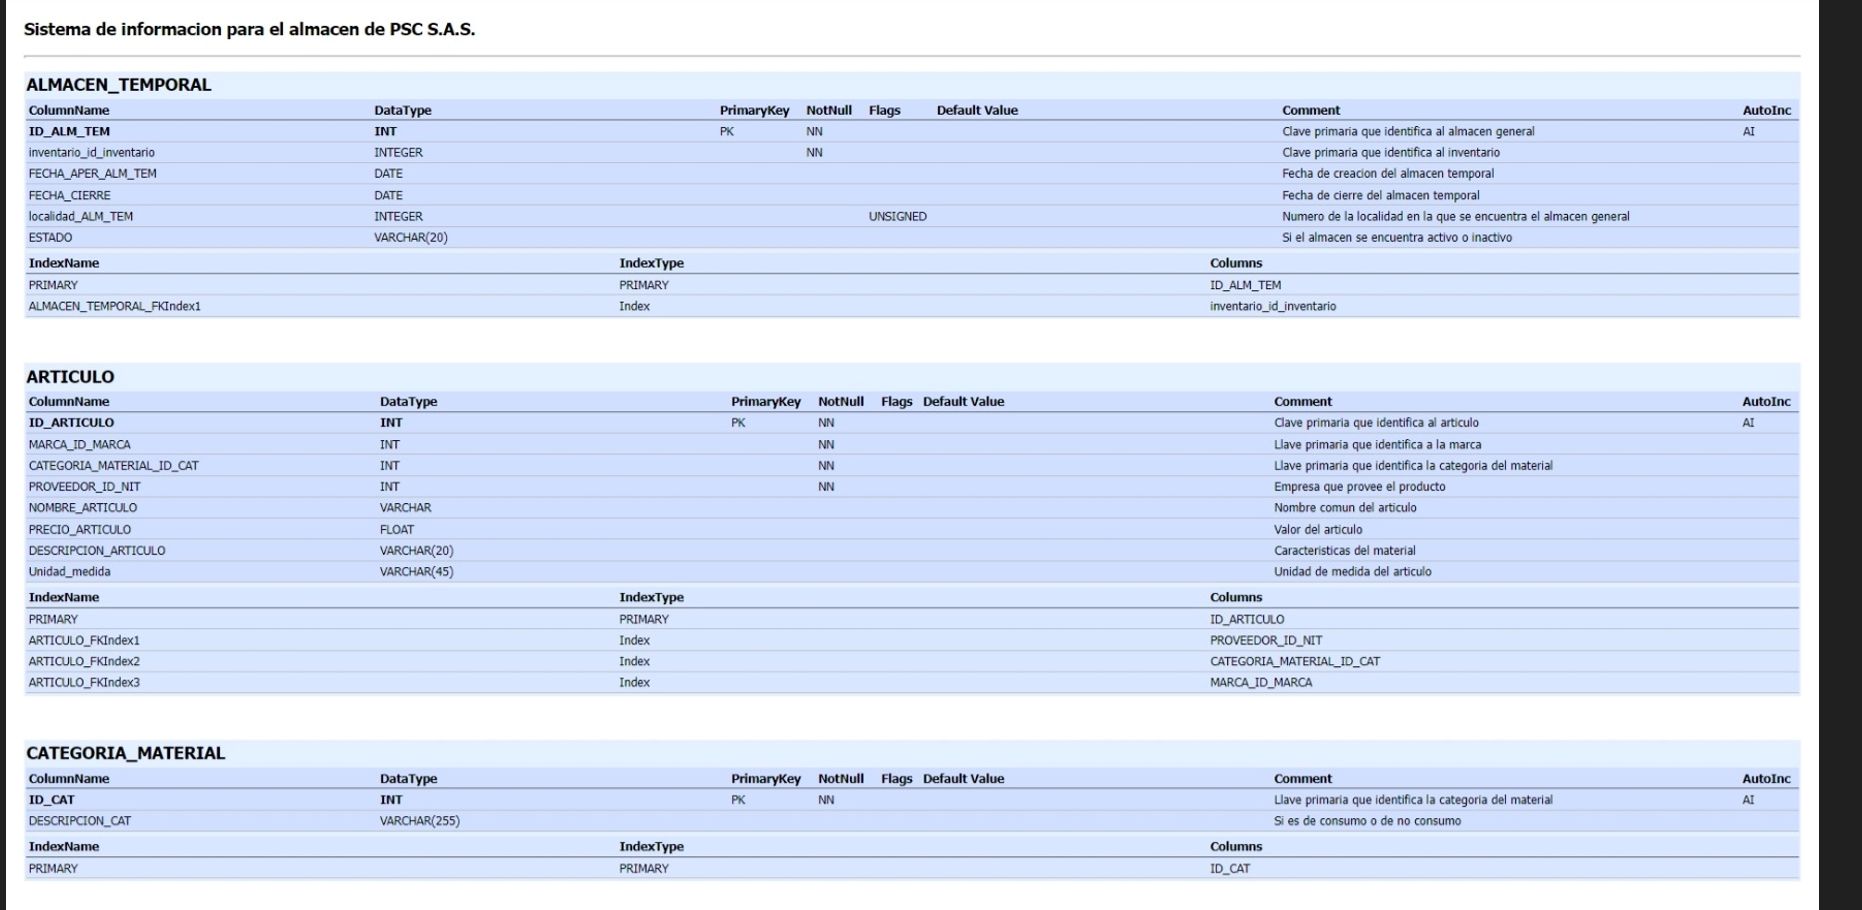 Sistema de informacion para el almacen de PSC S.A.S.
ALMACEN_TEMPORAL
ColumnName DataType PrimaryKey NotNull Flags Default Value Comment AutoInc
ID_ALM_TEM INT PK NN Clave primaria que identifica al almacen general AI
inventario_id_inventario INTEGER NN Clave primaria que identifica al inventario
FECHA_APER_ALM_TEM DATE Fecha de creacion del almacen temporal
FECHA_CIERRE DATE Fecha de cierre del almacen temporal
localidad_ALM_TEM INTEGER UNSIGNED Numero de la localidad en la que se encuentra el almacen general
ESTADO VARCHAR(20) Si el almacen se encuentra activo o inactivo
IndexName IndexType Columns
PRIMARY PRIMARY ID_ALM_TEM
ALMACEN_TEMPORAL_FKIndex1 Index inventario_id_inventario
ARTICULO
ColumnName DataType PrimaryKey NotNull Flags Default Value Comment AutoInc
ID_ARTICULO INT PK NN Clave primaria que identifica al articulo AI
MARCA_ID_MARCA INT NN Llave primaria que identifica a la marca
CATEGORIA_MATERIAL_ID_CAT INT NN Llave primaria que identifica la categoria del material
PROVEEDOR_ID_NIT INT NN Empresa que provee el producto
NOMBRE_ARTICULO VARCHAR Nombre comun del articulo
PRECIO_ARTICULO FLOAT Valor del articulo
DESCRIPCION_ARTICULO VARCHAR(20) Caracteristicas del material
Unidad_medida VARCHAR(45) Unidad de medida del articulo
IndexName IndexType Columns
PRIMARY PRIMARY ID_ARTICULO
ARTICULO_FKIndex1 Index PROVEEDOR_ID_NIT
ARTICULO_FKIndex2 Index CATEGORIA_MATERIAL_ID_CAT
ARTICULO_FKIndex3 Index MARCA_ID_MARCA
CATEGORIA_MATERIAL
ColumnName DataType PrimaryKey NotNull Flags Default Value Comment AutoInc
ID_CAT INT PK NN Llave primaria que identifica la categoria del material AI
DESCRIPCION_CAT VARCHAR(255) Si es de consumo o de no consumo
IndexName IndexType Columns
PRIMARY PRIMARY ID_CAT